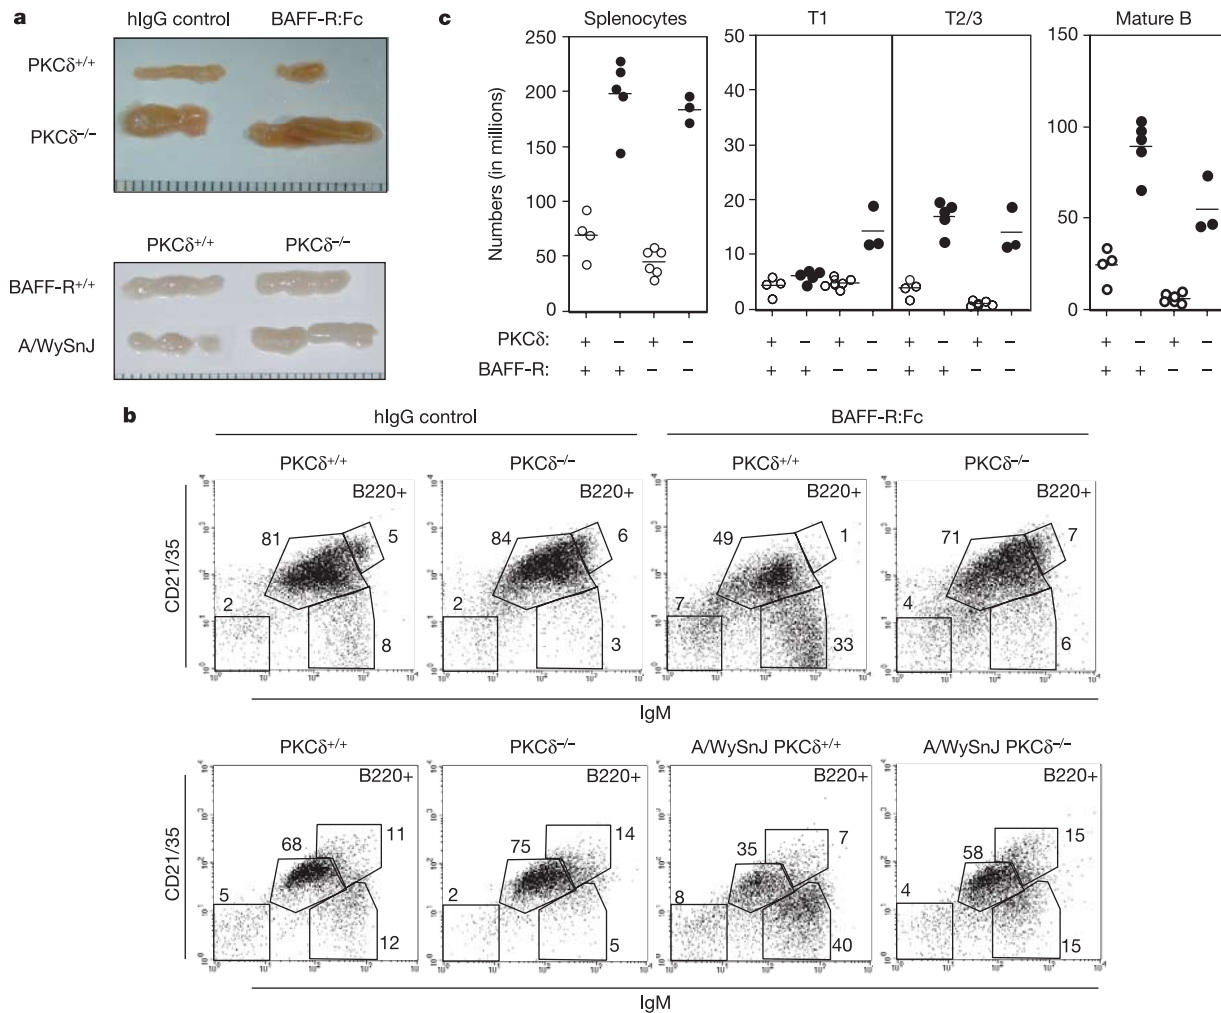 a
hIgG control BAFF-R:Fc
PKCδ+/+
PKCδ–/–
PKCδ+/+ PKCδ–/–
BAFF-R+/+
A/WySnJ
c
Splenocytes T1 T2/3 Mature B
Numbers (in millions)
250
200
150
100
50
0
50
40
30
20
10
0
150
100
50
0
PKCδ: + – + – + – + – + – + – + – + –
BAFF-R: + + – – + + – – + + – – + + – –
b
hIgG control BAFF-R:Fc
PKCδ+/+ PKCδ–/– PKCδ+/+ PKCδ–/–
B220+ B220+ B220+ B220+
CD21/35
81 5 2 8
84 6 2 3
49 1 7 33
71 7 4 6
IgM
PKCδ+/+ PKCδ–/– A/WySnJ PKCδ+/+ A/WySnJ PKCδ–/–
B220+ B220+ B220+ B220+
CD21/35
68 11 5 12
75 14 2 5
35 7 8 40
58 15 4 15
IgM